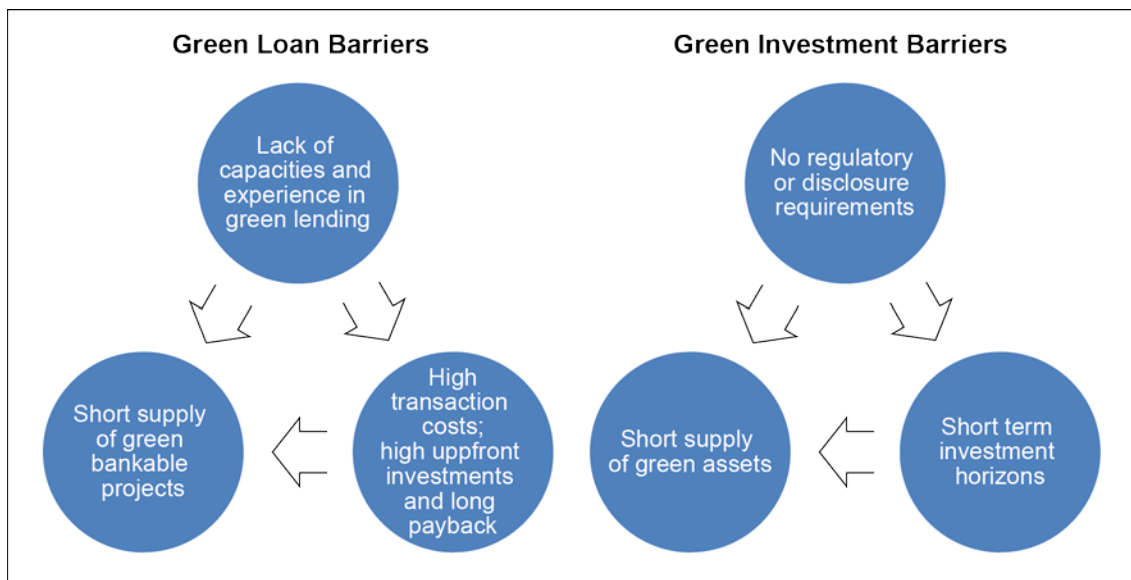 Green Loan Barriers
Lack of
capacities and
experience in
green lending
Short supply
of green
bankable
projects
High
transaction
costs;
high uppfront
investments
and long
payback
Green Investment Barriers
No regulatory
or disclosure
requirements
Short supply
of green assets
Short term
investment
horizons